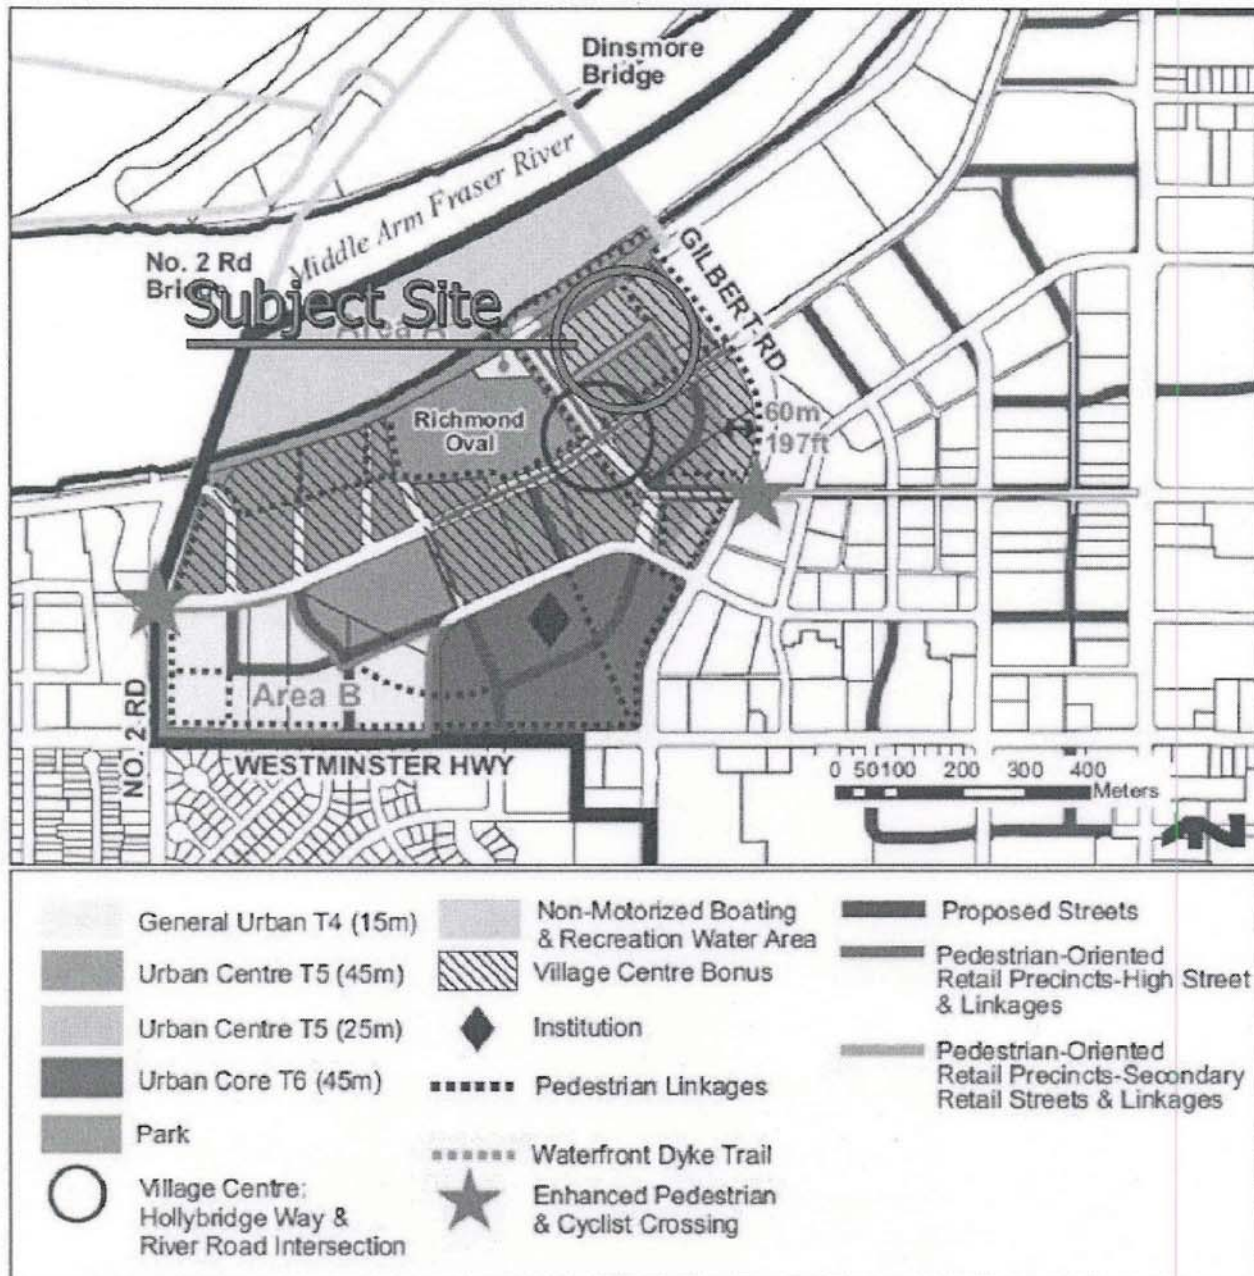 Dinsmore
Bridge
Middle Arm Fraser River
No. 2 Rd
Bridge
Subject Site
Area A
GILBERT RD
Richmond
Oval
60m
197ft
Area B
NO. 2 RD
WESTMINSTER HWY
0 50 100 200 300 400
Meters
N
General Urban T4 (15m)
Urban Centre T5 (45m)
Urban Centre T5 (25m)
Urban Core T6 (45m)
Park
Village Centre:
Hollybridge Way &
River Road Intersection
Non-Motorized Boating
& Recreation Water Area
Village Centre Bonus
Institution
Pedestrian Linkages
Waterfront Dyke Trail
Enhanced Pedestrian
& Cyclist Crossing
Proposed Streets
Pedestrian-Oriented
Retail Precincts-High Street
& Linkages
Pedestrian-Oriented
Retail Precincts-Secondary
Retail Streets & Linkages